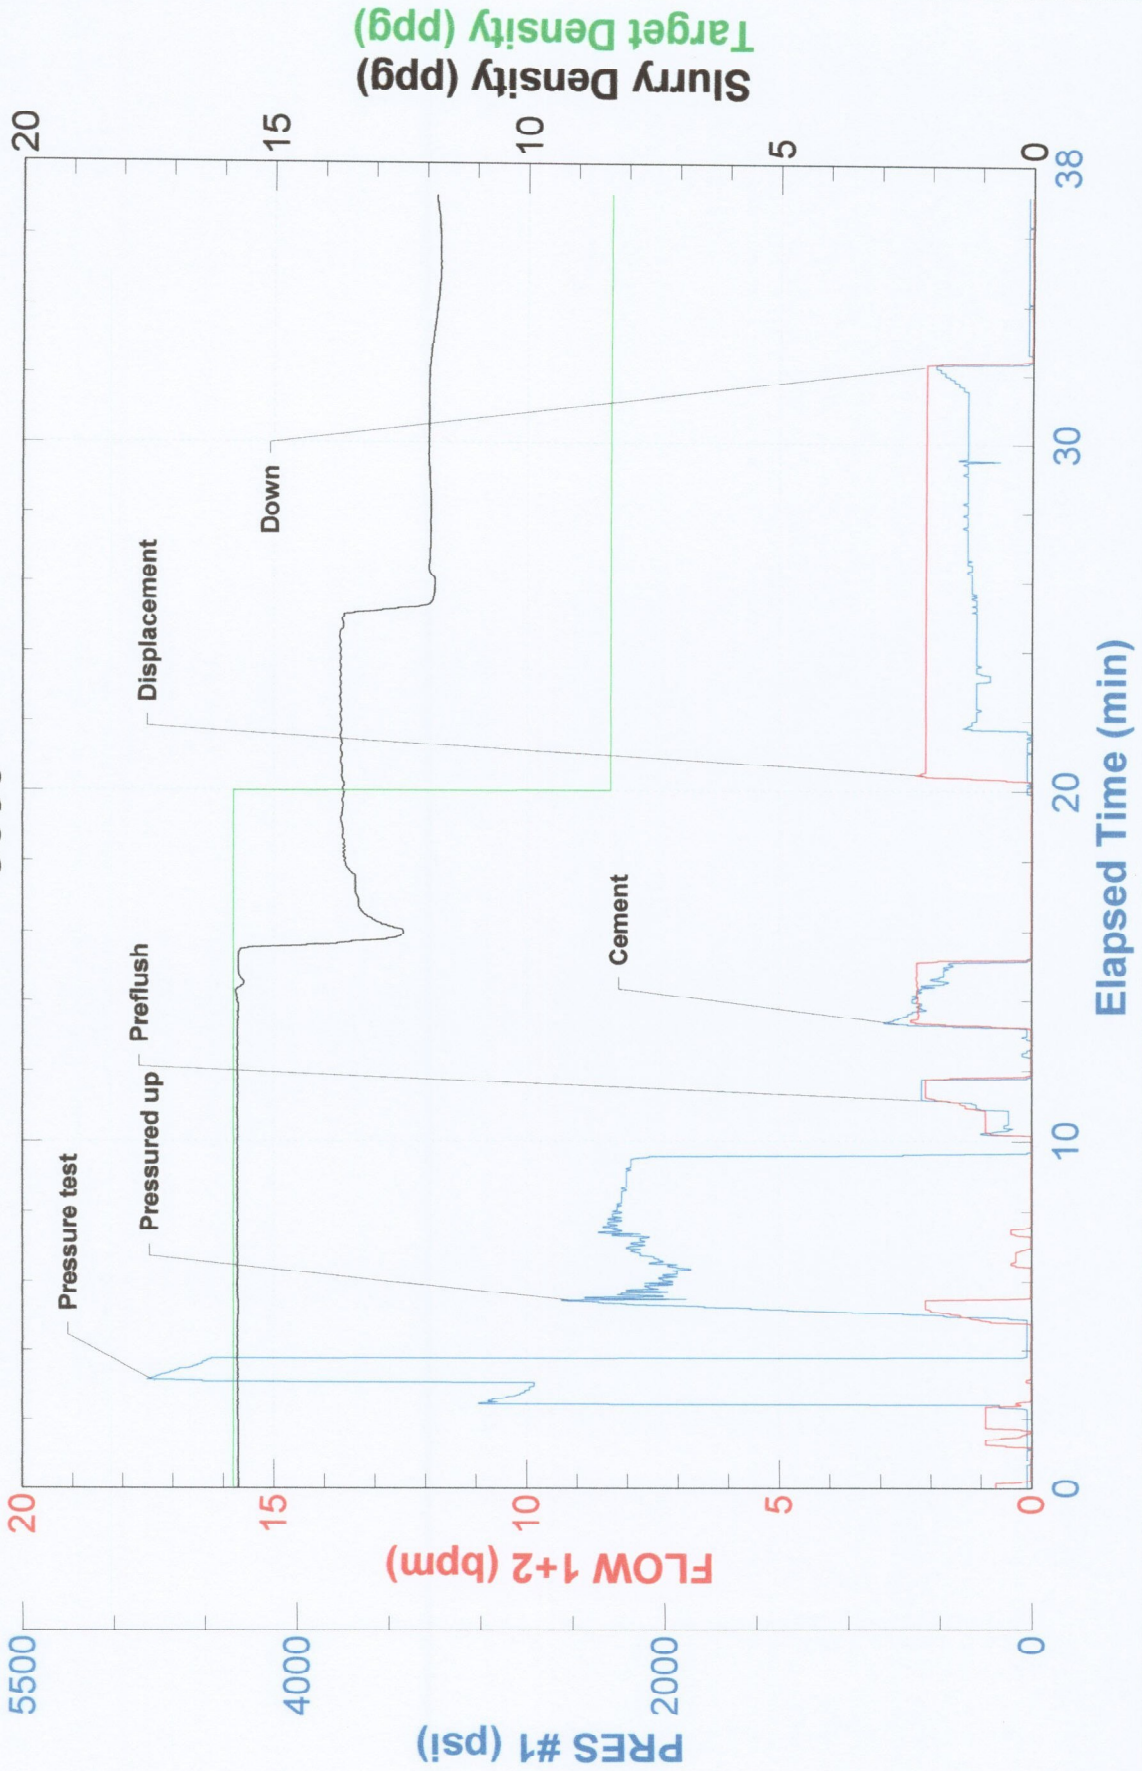 PRES #1 (psi)
5500
4000
2000
0
FLOW 1+2 (bpm)
20
15
10
5
0
Pressure test
Pressured up
Preflush
Cement
Displacement
Down
20
15
10
5
0
Slurry Density (ppg)
Target Density (ppg)
0
10
20
30
38
Elapsed Time (min)